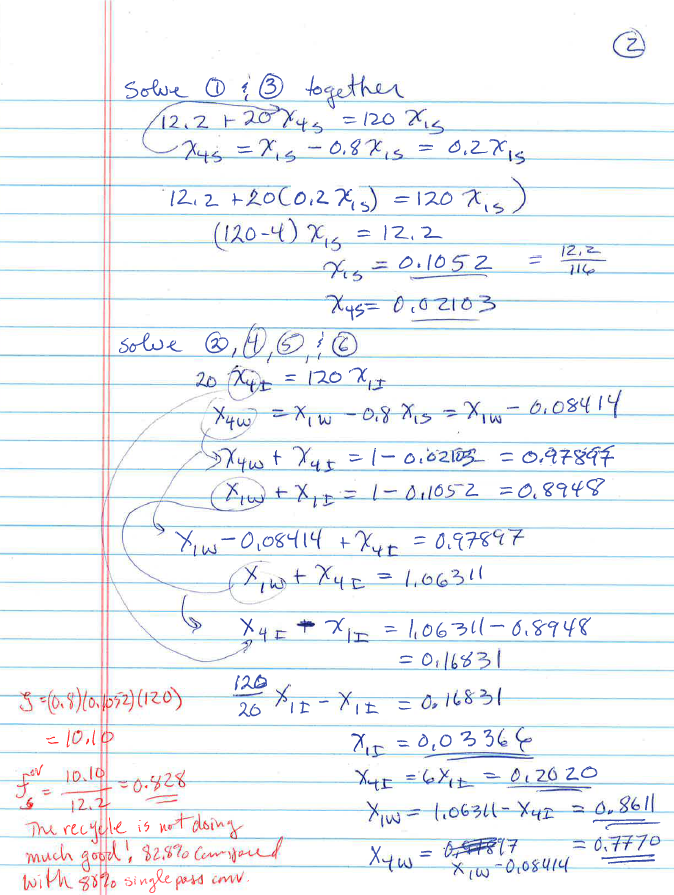 ②
Solve ① & ③ together
12.2 + 20 X4S = 120 X1S
X4S = X1S - 0.8 X1S = 0.2 X1S
12.2 + 20(0.2 X1S) = 120 X1S)
(120-4) X1S = 12.2
X1S = 0.1052 = 12.2/116
X4S = 0.02103
Solve ②, ④, ⑤, & ⑥
20 X4I = 120 X1I
X4W = X1W - 0.8 X1S = X1W - 0.08414
X4W + X4I = 1 - 0.02103 = 0.97897
X1W + X1I = 1 - 0.1052 = 0.8948
X1W - 0.08414 + X4I = 0.97897
X1W + X4I = 1.06311
X4I - X1I = 1.06311 - 0.8948
= 0.16831
120/20 X1I - X1I = 0.16831
X1I = 0.03366
X4I = 6X1I = 0.2020
X1W = 1.06311 - X4I = 0.8611
X4W = X1W - 0.08414 = 0.7770
ξ = (0.8)(0.1052)(120)
= 10.10
f ov S = 10.10/12.2 = 0.828
The recycle is not doing
much good! 82.8% compared
with 80% single pass conv.